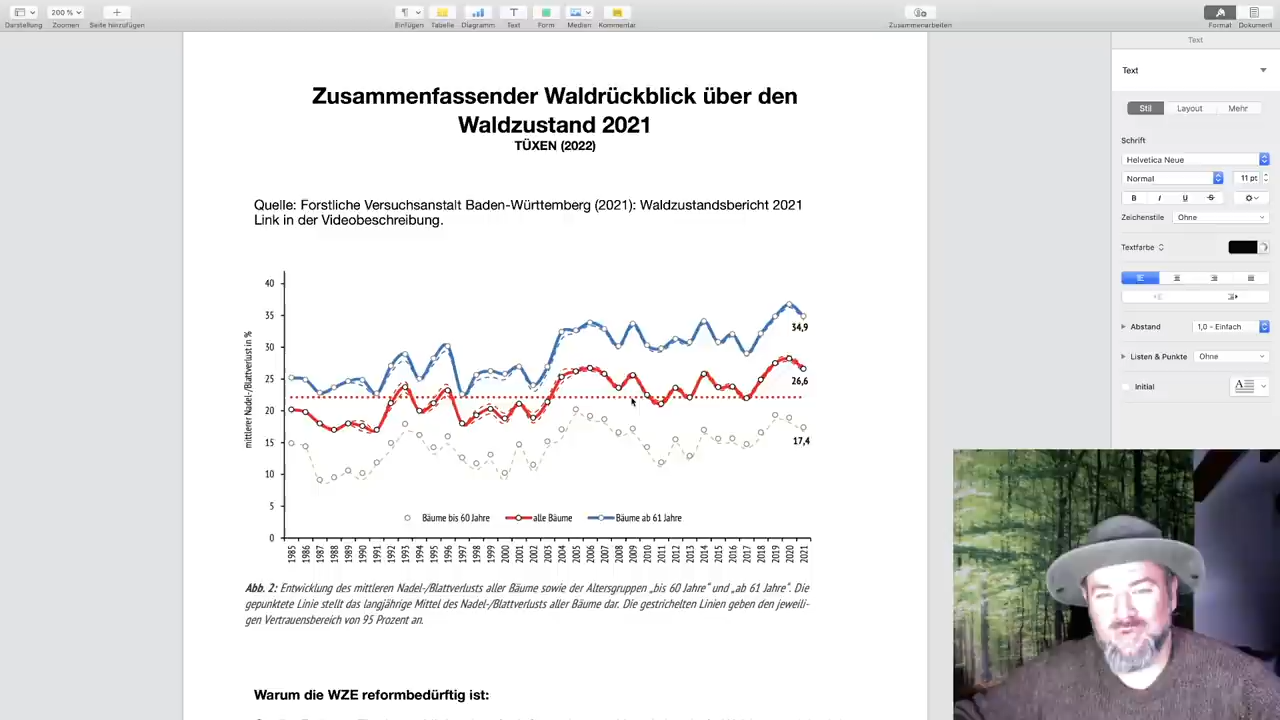 Darstellung
200 %
Zoomen
Seite hinzufügen
Einfügen
Tabelle
Diagramm
Text
Form
Medien
Kommentar
Zusammenarbeiten
Format
Dokument
Text
Text
Stil
Layout
Mehr
Schrift
Helvetica Neue
Normal
11 pt
B
I
U
S
Zeichenstile
Ohne
Textfarbe
Abstand
1,0 - Einfach
Listen & Punkte
Ohne
Initial
Zusammenfassender Waldrückblick über den
Waldzustand 2021
TÜXEN (2022)
Quelle: Forstliche Versuchsanstalt Baden-Württemberg (2021): Waldzustandsbericht 2021
Link in der Videobeschreibung.
mittlerer Nadel-/Blattverlust in %
40
35
30
25
20
15
10
5
0
34,9
26,6
17,4
Bäume bis 60 Jahre
alle Bäume
Bäume ab 61 Jahre
1985 1986 1987 1988 1989 1990 1991 1992 1993 1994 1995 1996 1997 1998 1999 2000 2001 2002 2003 2004 2005 2006 2007 2008 2009 2010 2011 2012 2013 2014 2015 2016 2017 2018 2019 2020 2021
Abb. 2: Entwicklung des mittleren Nadel-/Blattverlusts aller Bäume sowie der Altersgruppen „bis 60 Jahre“ und „ab 61 Jahre“. Die
gepunktete Linie stellt das langjährige Mittel des Nadel-/Blattverlusts aller Bäume dar. Die gestrichelten Linien geben den jeweili-
gen Vertrauensbereich von 95 Prozent an.
Warum die WZE reformbedürftig ist: